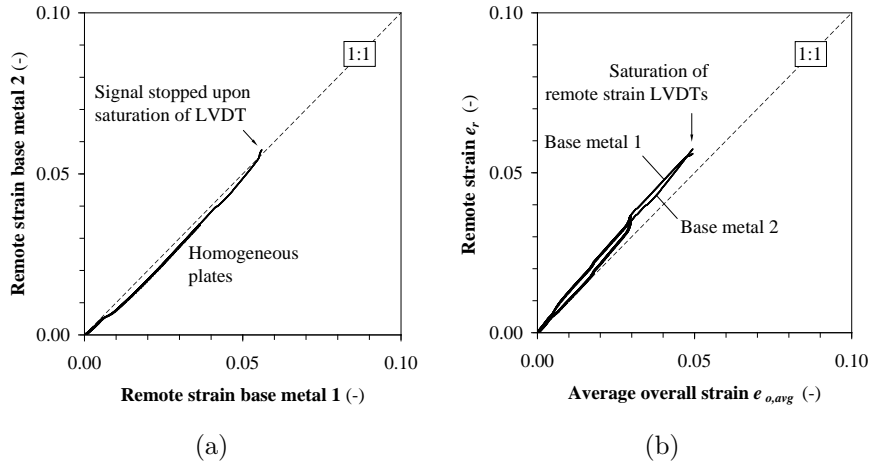 0.10
0.05
0.00
0.00
0.05
0.10
Remote strain base metal 2 (-)
Remote strain base metal 1 (-)
1:1
Signal stopped upon
saturation of LVDT
Homogeneous
plates
(a)
0.10
0.05
0.00
0.00
0.05
0.10
Remote strain e_r (-)
Average overall strain e_{o,avg} (-)
1:1
Saturation of
remote strain LVDTs
Base metal 1
Base metal 2
(b)